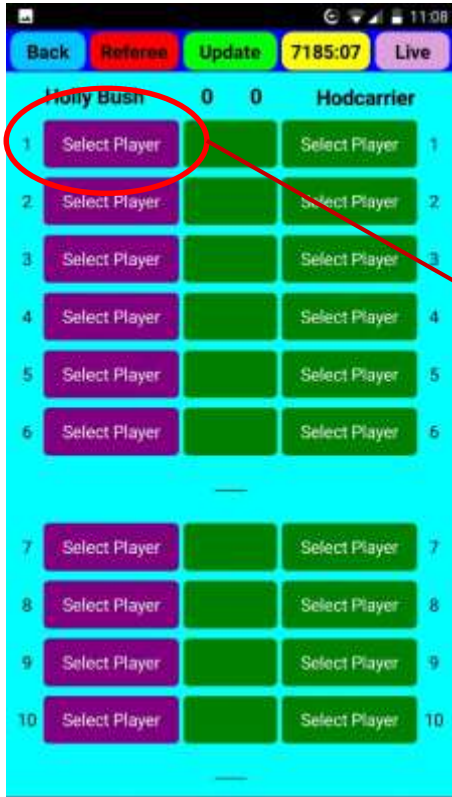 11:08
Back Referee Update 7185:07 Live
Holly Bush 0 0 Hodcarrier
1 Select Player Select Player 1
2 Select Player Select Player 2
3 Select Player Select Player 3
4 Select Player Select Player 4
5 Select Player Select Player 5
6 Select Player Select Player 6
7 Select Player Select Player 7
8 Select Player Select Player 8
9 Select Player Select Player 9
10 Select Player Select Player 10